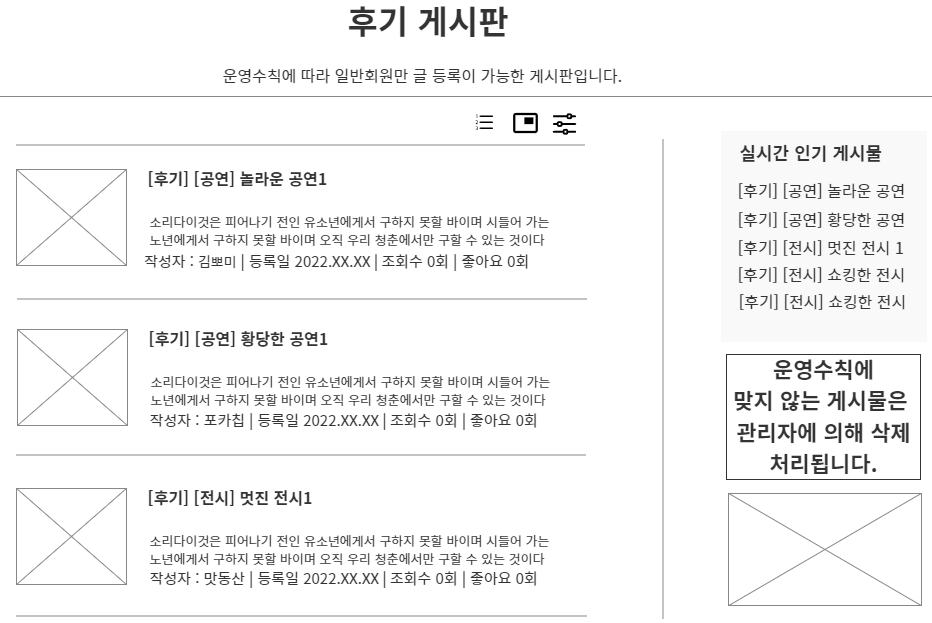 후기 게시판
운영수칙에 따라 일반회원만 글 등록이 가능한 게시판입니다.
[후기] [공연] 놀라운 공연1
소리다이것은 피어나기 전인 유소년에게서 구하지 못할 바이며 시들어 가는
노년에게서 구하지 못할 바이며 오직 우리 청춘에서만 구할 수 있는 것이다
작성자 : 김뽀미 | 등록일 2022.XX.XX | 조회수 0회 | 좋아요 0회
[후기] [공연] 황당한 공연1
소리다이것은 피어나기 전인 유소년에게서 구하지 못할 바이며 시들어 가는
노년에게서 구하지 못할 바이며 오직 우리 청춘에서만 구할 수 있는 것이다
작성자 : 포카칩 | 등록일 2022.XX.XX | 조회수 0회 | 좋아요 0회
[후기] [전시] 멋진 전시1
소리다이것은 피어나기 전인 유소년에게서 구하지 못할 바이며 시들어 가는
노년에게서 구하지 못할 바이며 오직 우리 청춘에서만 구할 수 있는 것이다
작성자 : 맛동산 | 등록일 2022.XX.XX | 조회수 0회 | 좋아요 0회
실시간 인기 게시물
[후기] [공연] 놀라운 공연
[후기] [공연] 황당한 공연
[후기] [전시] 멋진 전시 1
[후기] [전시] 쇼킹한 전시
[후기] [전시] 쇼킹한 전시
운영수칙에
맞지 않는 게시물은
관리자에 의해 삭제
처리됩니다.